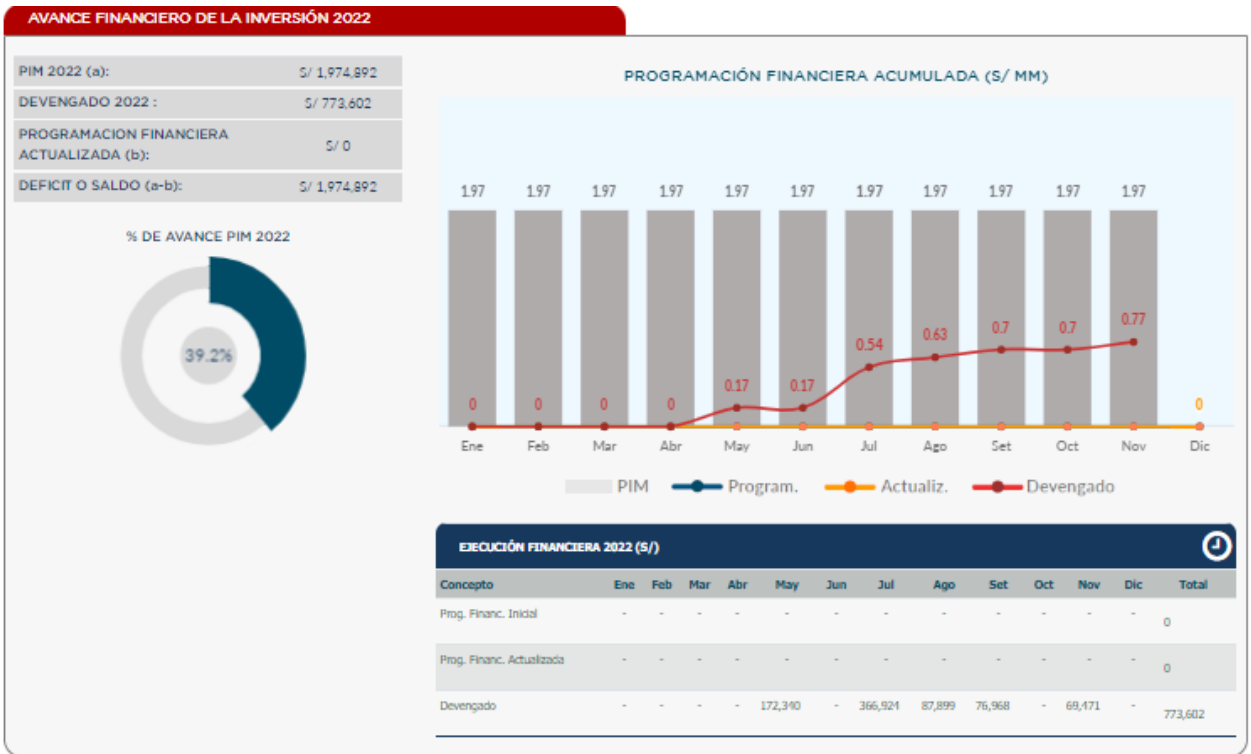 AVANCE FINANCIERO DE LA INVERSIÓN 2022
PIM 2022 (a): S/ 1,974,892
DEVENGADO 2022 : S/ 773,602
PROGRAMACION FINANCIERA
ACTUALIZADA (b): S/ 0
DEFICIT O SALDO (a-b): S/ 1,974,892
% DE AVANCE PIM 2022
39.2%
PROGRAMACIÓN FINANCIERA ACUMULADA (S/ MM)
1.97 1.97 1.97 1.97 1.97 1.97 1.97 1.97 1.97 1.97 1.97
0 0 0 0 0.17 0.17 0.54 0.63 0.7 0.7 0.77 0
Ene Feb Mar Abr May Jun Jul Ago Set Oct Nov Dic
PIM Program. Actualiz. Devengado
EJECUCIÓN FINANCIERA 2022 (S/)
Concepto Ene Feb Mar Abr May Jun Jul Ago Set Oct Nov Dic Total
Prog. Financ. Inicial - - - - - - - - - - - - 0
Prog. Financ. Actualizada - - - - - - - - - - - - 0
Devengado - - - - 172,340 - 366,924 87,899 76,968 - 69,471 - 773,602